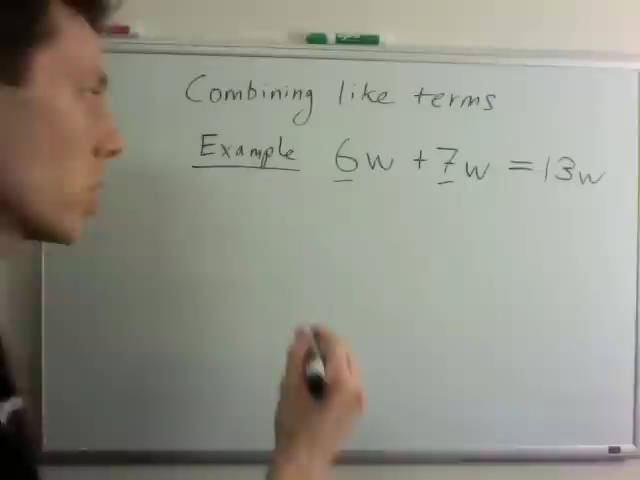 Combining like terms
Example 6w + 7w = 13w